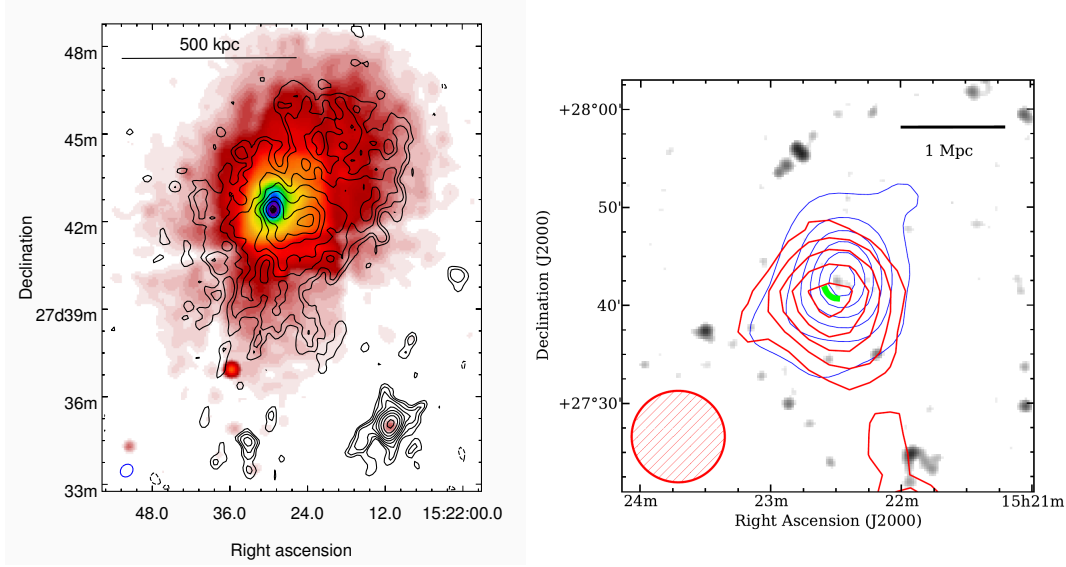 500 kpc
48m
45m
42m
27d39m
36m
33m
Declination
48.0 36.0 24.0 12.0 15:22:00.0
Right ascension
+28°00'
50'
40'
+27°30'
Declination (J2000)
1 Mpc
24m 23m 22m 15h21m
Right Ascension (J2000)